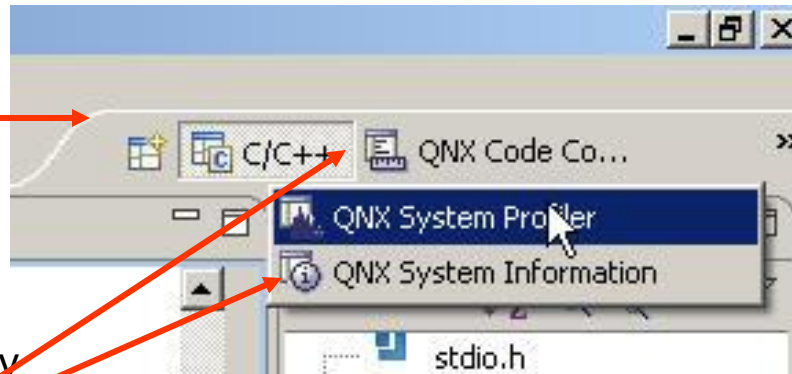 C/C++ QNX Code Co... »
QNX System Profiler
QNX System Information
stdio.h